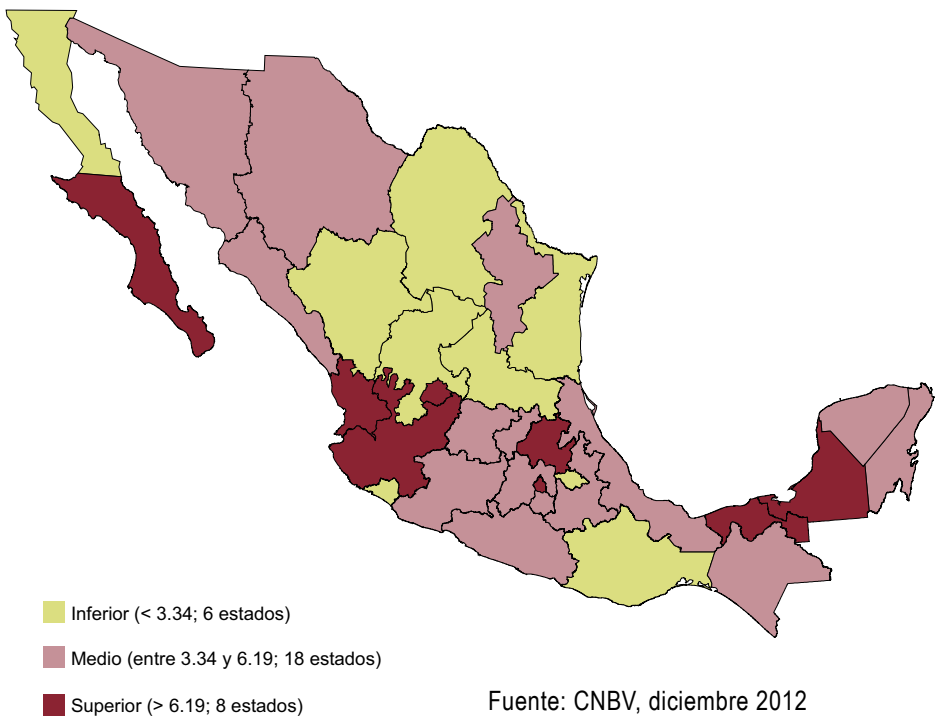 Inferior (< 3.34; 6 estados)
Medio (entre 3.34 y 6.19; 18 estados)
Superior (> 6.19; 8 estados)
Fuente: CNBV, diciembre 2012